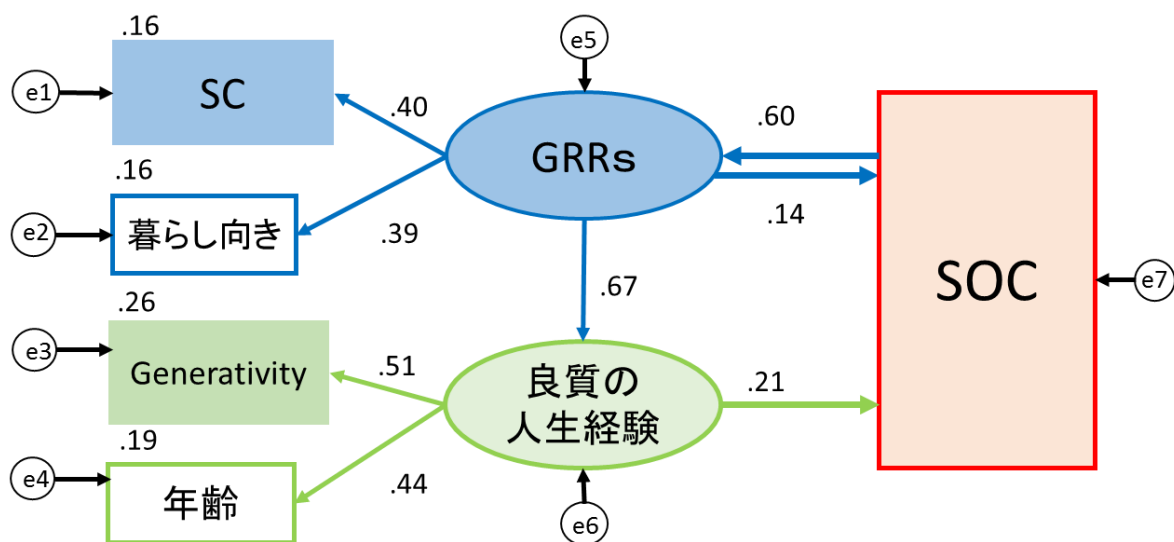 .16
e1
SC
.40
e5
GRRs
.60
.14
.16
e2
暮らし向き
.39
SOC
e7
.67
.26
e3
Generativity
.51
良質の
人生経験
.21
.19
e4
年齢
.44
e6